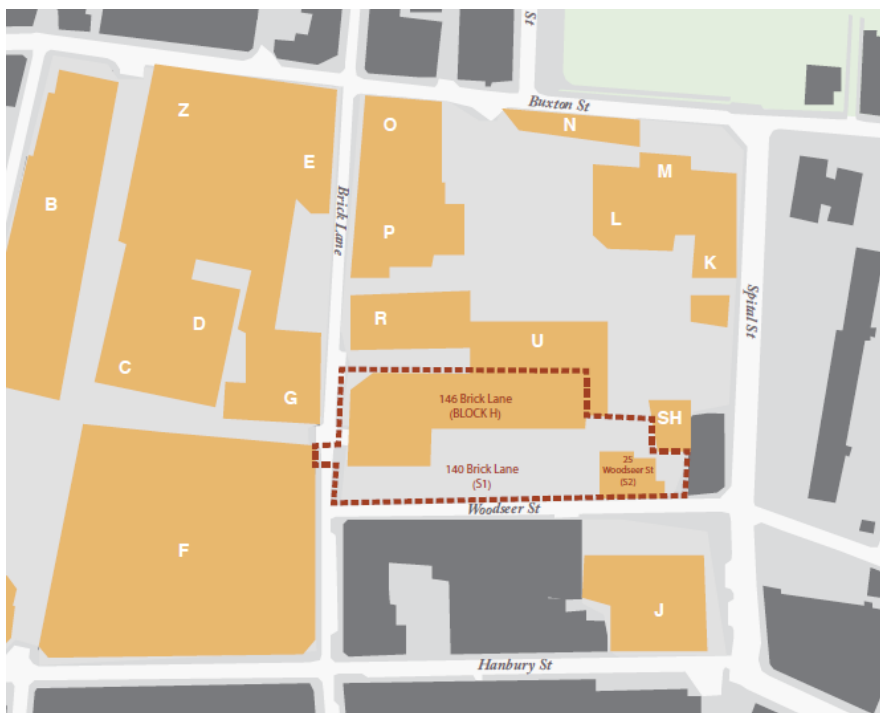 St
Buxton St
Z
O
N
E
M
B
Brick Lane
L
P
K
Spital St
D
R
U
C
G
146 Brick Lane
(BLOCK H)
SH
140 Brick Lane
(S1)
25
Woodseer St
(S2)
Woodseer St
F
J
Hanbury St